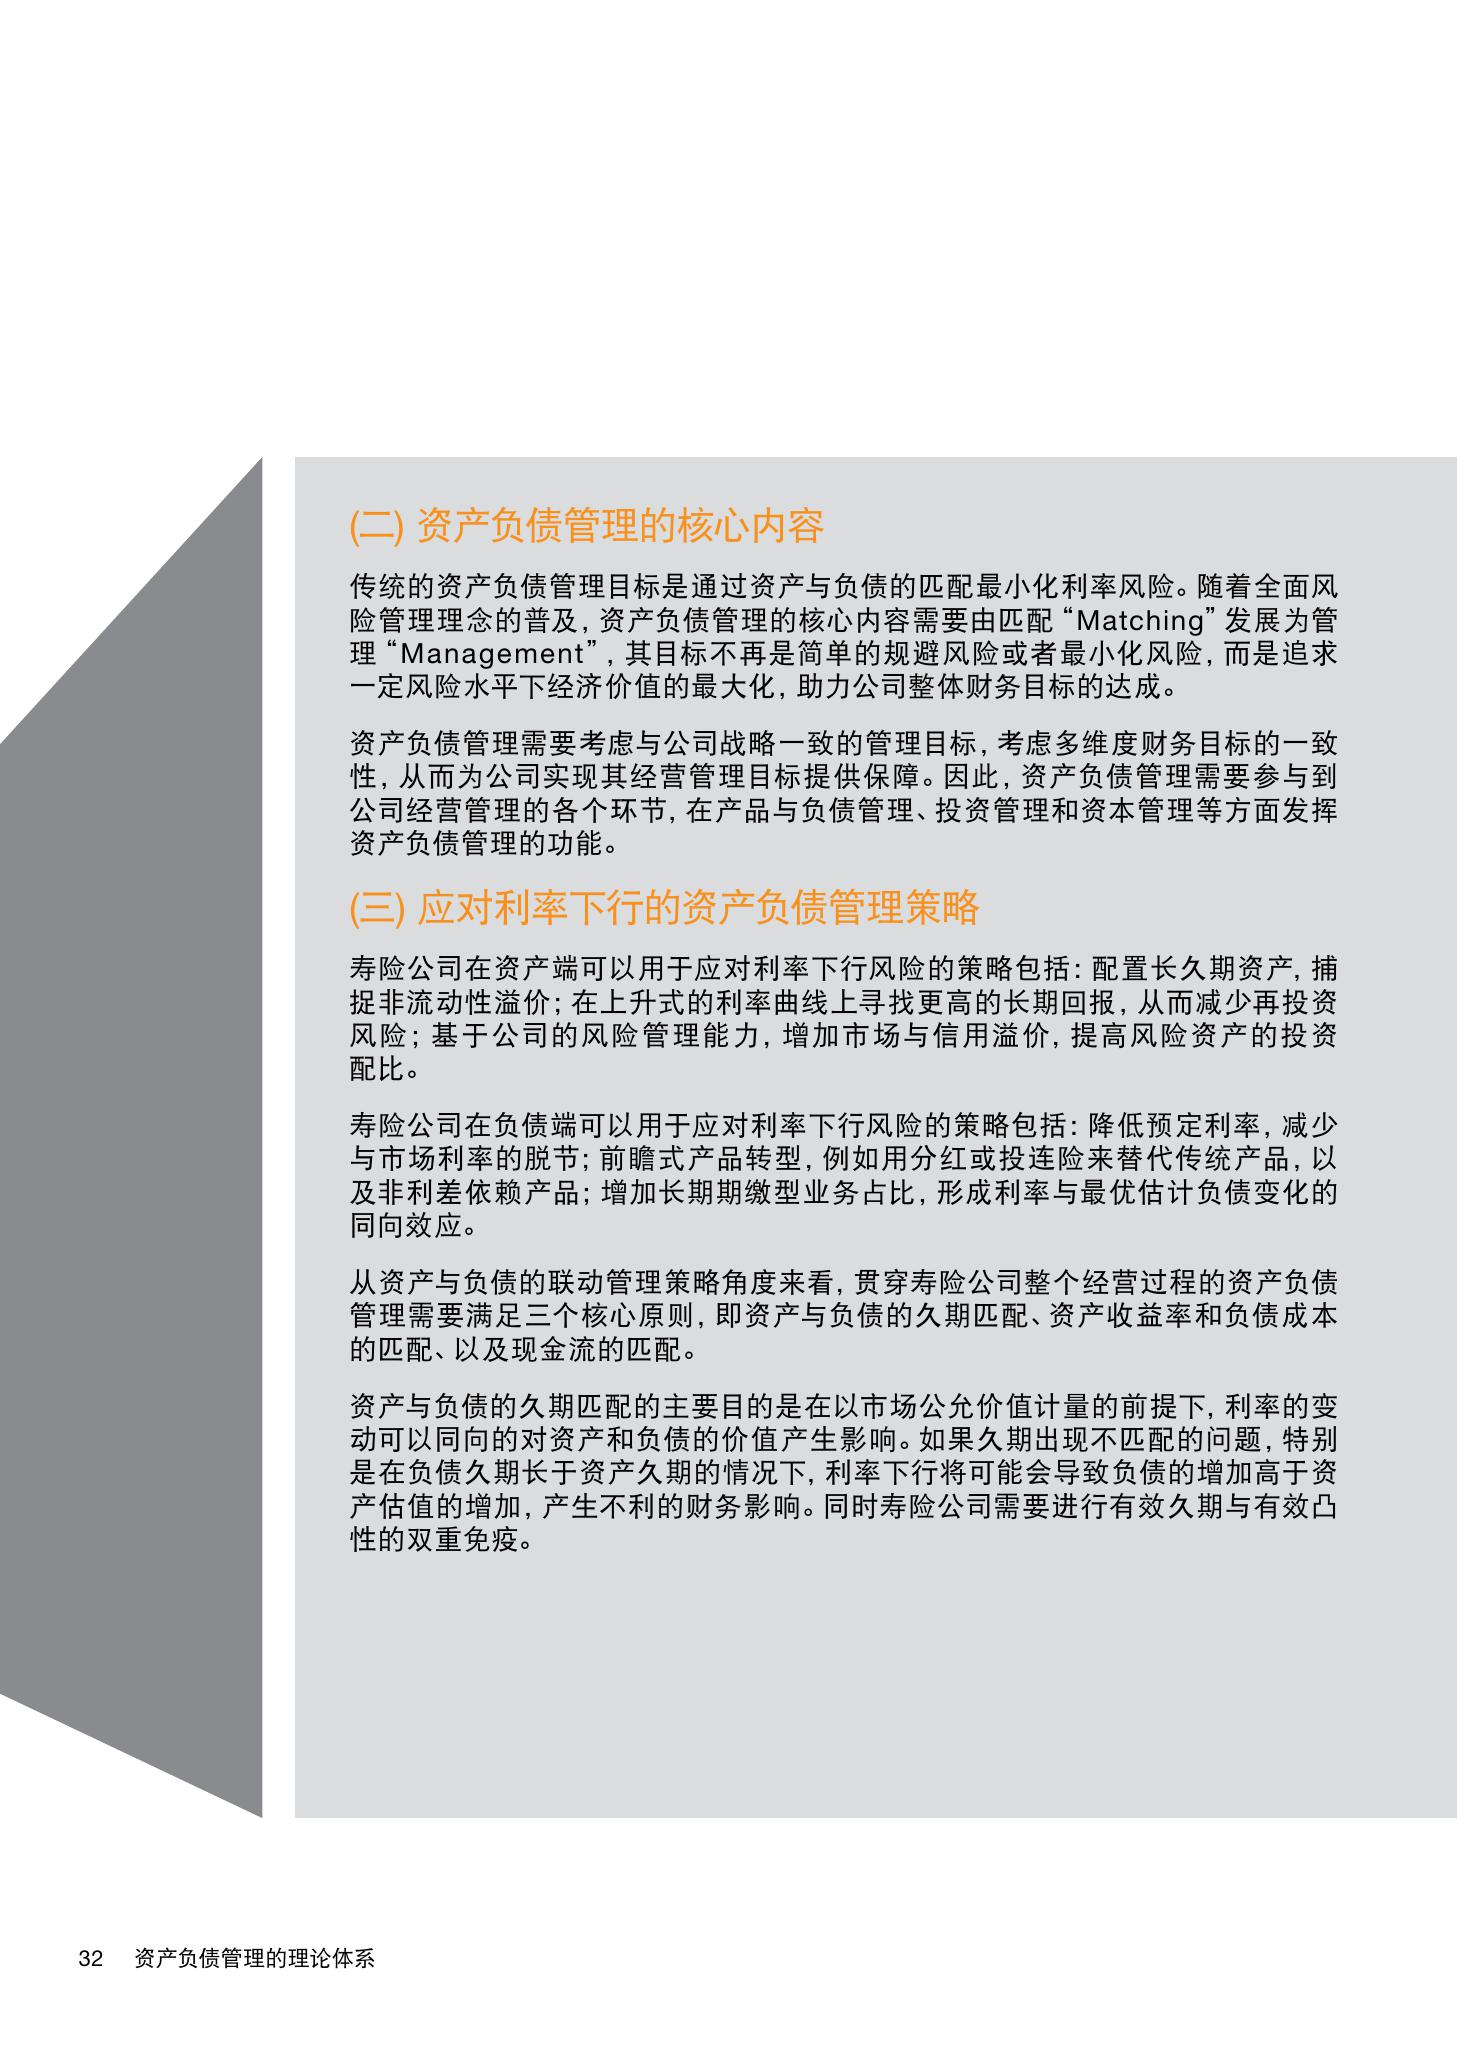 (二) 资产负债管理的核心内容
传统的资产负债管理目标是通过资产与负债的匹配最小化利率风险。随着全面风
险管理理念的普及, 资产负债管理的核心内容需要由匹配 “Matching” 发展为管
理 “Management” , 其目标不再是简单的规避风险或者最小化风险, 而是追求
一定风险水平下经济价值的最大化, 助力公司整体财务目标的达成。
资产负债管理需要考虑与公司战略一致的管理目标, 考虑多维度财务目标的一致
性, 从而为公司实现其经营管理目标提供保障。因此, 资产负债管理需要参与到
公司经营管理的各个环节, 在产品与负债管理、投资管理和资本管理等方面发挥
资产负债管理的功能。
(三) 应对利率下行的资产负债管理策略
寿险公司在资产端可以用于应对利率下行风险的策略包括: 配置长久期资产, 捕
捉非流动性溢价; 在上升式的利率曲线上寻找更高的长期回报, 从而减少再投资
风险; 基于公司的风险管理能力, 增加市场与信用溢价, 提高风险资产的投资
配比。
寿险公司在负债端可以用于应对利率下行风险的策略包括: 降低预定利率, 减少
与市场利率的脱节; 前瞻式产品转型, 例如用分红或投连险来替代传统产品, 以
及非利差依赖产品; 增加长期期缴型业务占比, 形成利率与最优估计负债变化的
同向效应。
从资产与负债的联动管理策略角度来看, 贯穿寿险公司整个经营过程的资产负债
管理需要满足三个核心原则, 即资产与负债的久期匹配、资产收益率和负债成本
的匹配、以及现金流的匹配。
资产与负债的久期匹配的主要目的是在以市场公允价值计量的前提下, 利率的变
动可以同向的对资产和负债的价值产生影响。如果久期出现不匹配的问题, 特别
是在负债久期长于资产久期的情况下, 利率下行将可能会导致负债的增加高于资
产估值的增加, 产生不利的财务影响。同时寿险公司需要进行有效久期与有效凸
性的双重免疫。
32 资产负债管理的理论体系